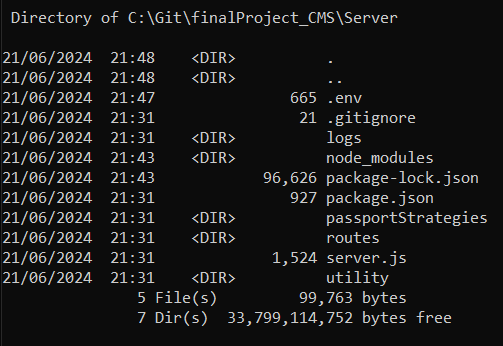 Directory of C:\Git\finalProject_CMS\Server
21/06/2024  21:48    <DIR>          .
21/06/2024  21:48    <DIR>          ..
21/06/2024  21:47               665 .env
21/06/2024  21:31                21 .gitignore
21/06/2024  21:31    <DIR>          logs
21/06/2024  21:43    <DIR>          node_modules
21/06/2024  21:43            96,626 package-lock.json
21/06/2024  21:31               927 package.json
21/06/2024  21:31    <DIR>          passportStrategies
21/06/2024  21:31    <DIR>          routes
21/06/2024  21:31             1,524 server.js
21/06/2024  21:31    <DIR>          utility
5 File(s)         99,763 bytes
7 Dir(s)  33,799,114,752 bytes free